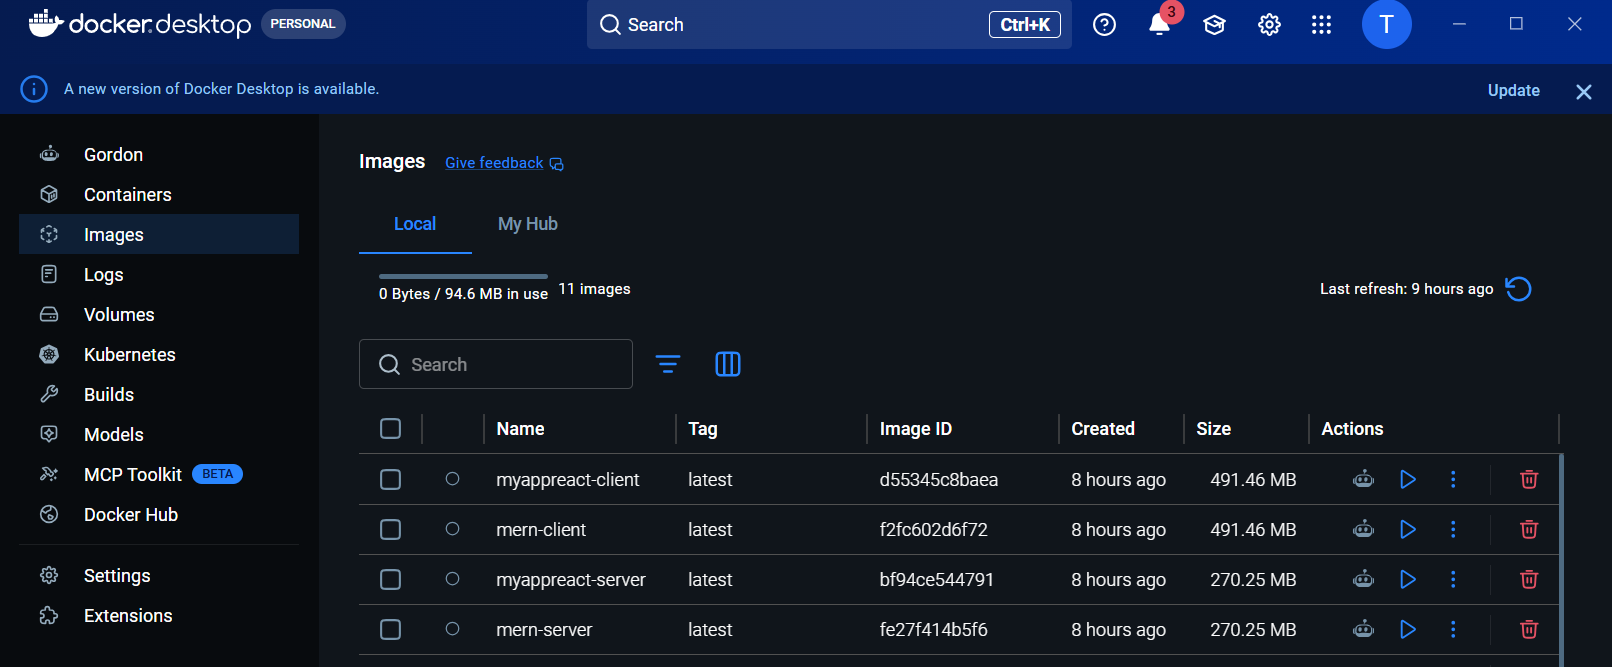 docker.desktop PERSONAL Search Ctrl+K 3 T
A new version of Docker Desktop is available. Update
Gordon
Containers
Images
Logs
Volumes
Kubernetes
Builds
Models
MCP Toolkit BETA
Docker Hub
Settings
Extensions
Images Give feedback
Local My Hub
0 Bytes / 94.6 MB in use 11 images Last refresh: 9 hours ago
Search
Name Tag Image ID Created Size Actions
myappreact-client latest d55345c8baea 8 hours ago 491.46 MB
mern-client latest f2fc602d6f72 8 hours ago 491.46 MB
myappreact-server latest bf94ce544791 8 hours ago 270.25 MB
mern-server latest fe27f414b5f6 8 hours ago 270.25 MB